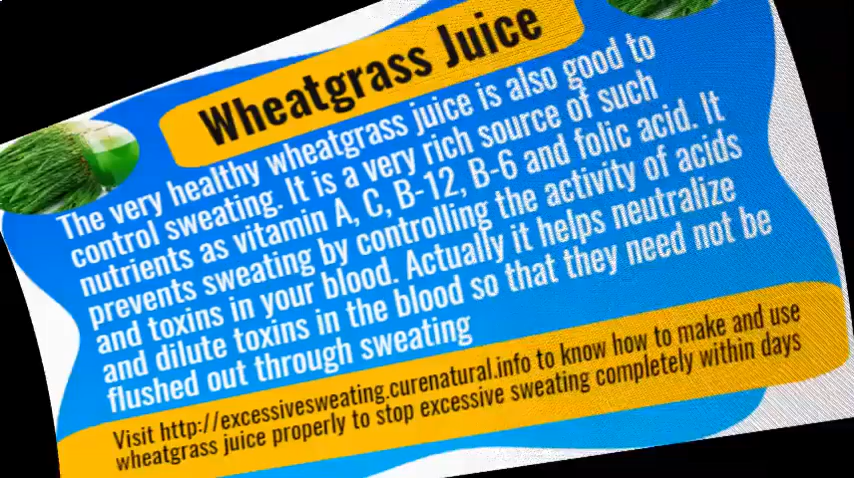 Wheatgrass Juice
The very healthy wheatgrass juice is also good to
control sweating. It is a very rich source of such
nutrients as vitamin A, C, B-12, B-6 and folic acid. It
prevents sweating by controlling the activity of acids
and toxins in your blood. Actually it helps neutralize
and dilute toxins in the blood so that they need not be
flushed out through sweating
Visit http://excessivesweating.curenatural.info to know how to make and use
wheatgrass juice properly to stop excessive sweating completely within days